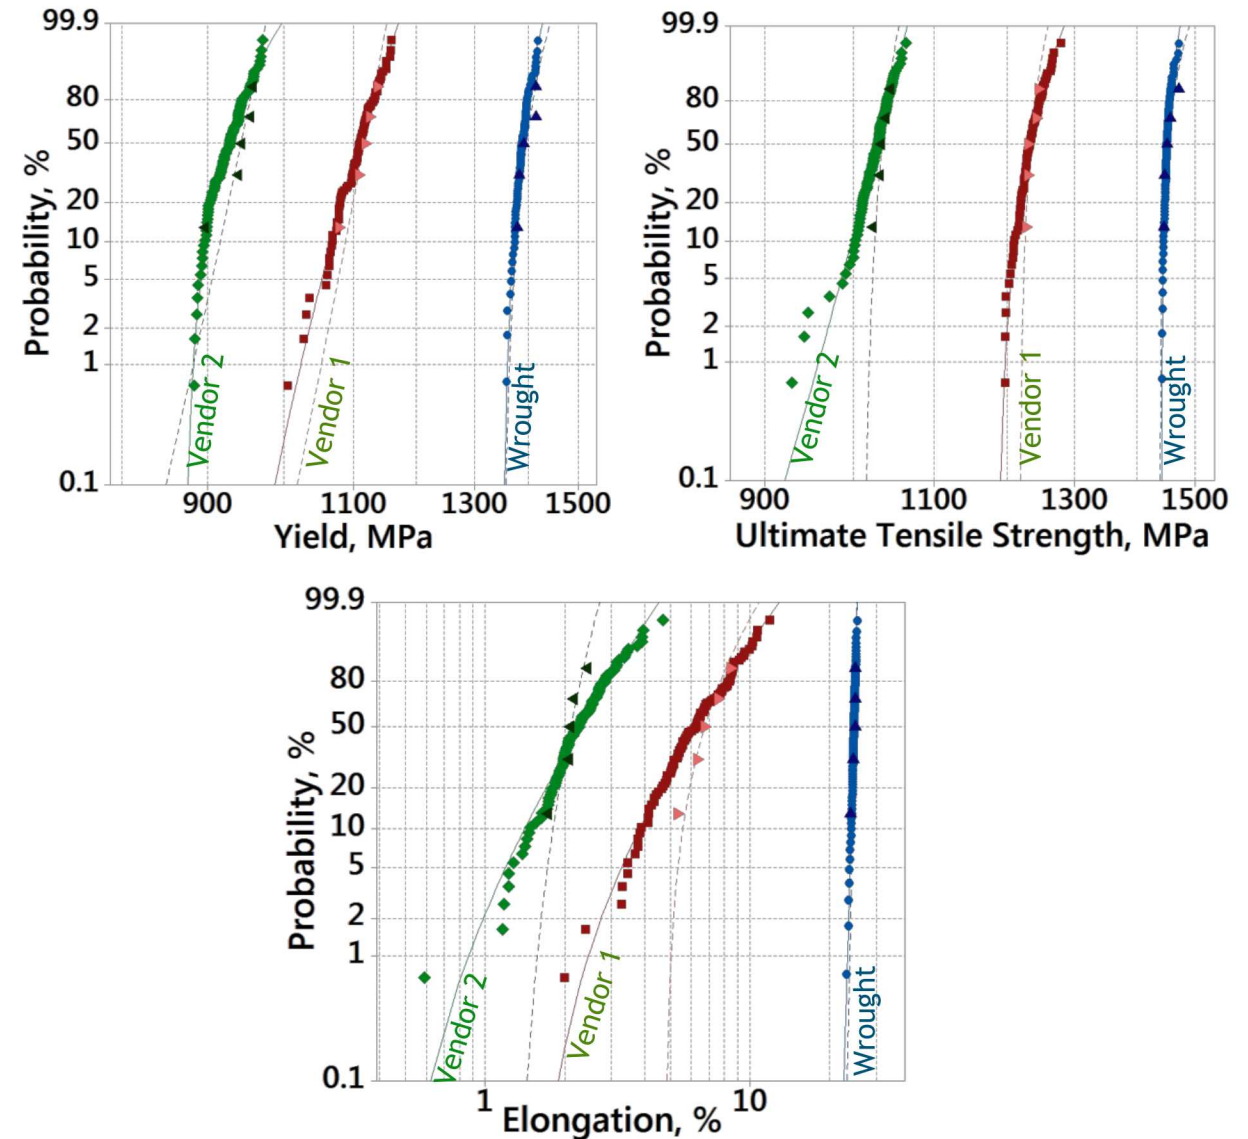 99.9
80
50
20
10
5
2
1
0.1
Probability, %
Vendor 2
Vendor 1
Wrought
900
1100
1300
1500
Yield, MPa
99.9
80
50
20
10
5
2
1
0.1
Probability, %
Vendor 2
Vendor 1
Wrought
900
1100
1300
1500
Ultimate Tensile Strength, MPa
99.9
80
50
20
10
5
2
1
0.1
Probability, %
Vendor 2
Vendor 1
Wrought
1
10
Elongation, %